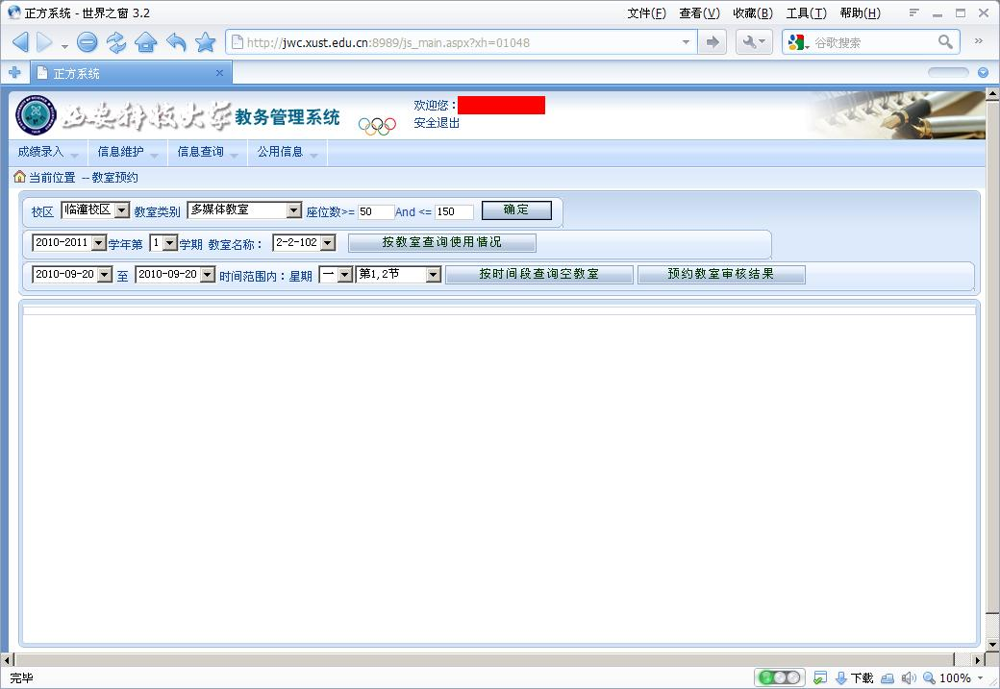 正方系统 - 世界之窗 3.2
文件(F) 查看(V) 收藏(B) 工具(T) 帮助(H)
http://jwc.xust.edu.cn:8989/js_main.aspx?xh=01048
谷歌搜索
正方系统
西安科技大学 教务管理系统
欢迎您：
安全退出
成绩录入 信息维护 信息查询 公用信息
当前位置 --教室预约
校区 临潼校区 教室类别 多媒体教室 座位数>= 50 And <= 150 确定
2010-2011 学年第 1 学期 教室名称： 2-2-102 按教室查询使用情况
2010-09-20 至 2010-09-20 时间范围内：星期 一 第1,2节 按时间段查询空教室 预约教室审核结果
完毕
下载
100%